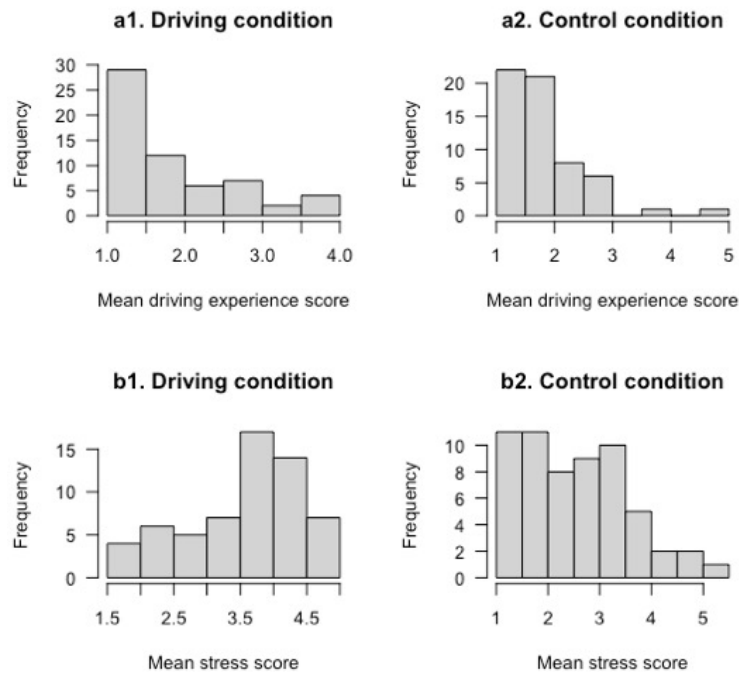 a1. Driving condition
30
25
20
15
10
5
0
Frequency
1.0 2.0 3.0 4.0
Mean driving experience score
a2. Control condition
20
15
10
5
0
Frequency
1 2 3 4 5
Mean driving experience score
b1. Driving condition
15
10
5
0
Frequency
1.5 2.5 3.5 4.5
Mean stress score
b2. Control condition
10
8
6
4
2
0
Frequency
1 2 3 4 5
Mean stress score